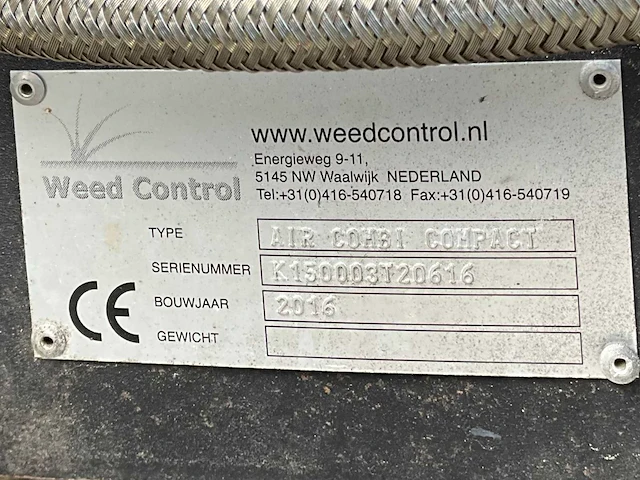 www.weedcontrol.nl
Energieweg 9-11,
5145 NW Waalwijk NEDERLAND
Tel:+31(0)416-540718 Fax:+31(0)416-540719
Weed Control
TYPE AIR COMBI COMPACT
SERIENUMMER K150003T20616
BOUWJAAR 2016
GEWICHT
CE